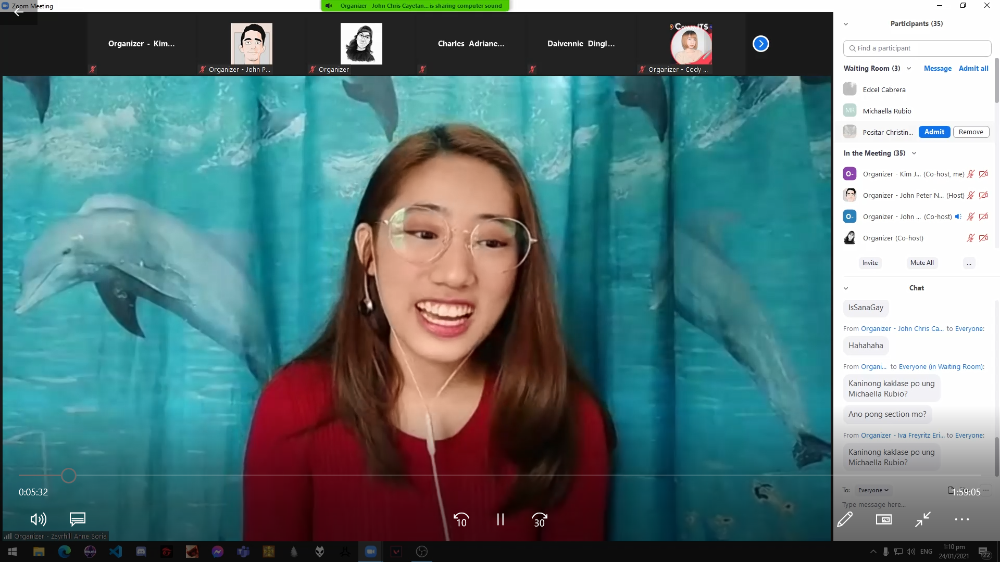 Zoom Meeting
Organizer - John Chris Cayetan... is sharing computer sound
Organizer - Kim...
Organizer - John P...
Organizer
Charles Adriane...
Daivennie Dingl...
CommITS
Organizer - Cody ...
Participants (35)
Find a participant
Waiting Room (3) Message Admit all
Edcel Cabrera
MR Michaella Rubio
Positar Christin... Admit Remove
In the Meeting (35)
O- Organizer - Kim J... (Co-host, me)
Organizer - John Peter N... (Host)
O- Organizer - John ... (Co-host)
Organizer (Co-host)
Invite Mute All ...
Chat
IsSanaGay
From Organizer - John Chris Ca... to Everyone:
Hahahaha
From Organi... to Everyone (in Waiting Room):
Kaninong kaklase po ung
Michaella Rubio?
Ano pong section mo?
From Organizer - Iva Freyritz Eri... to Everyone:
Kaninong kaklase po ung
Michaella Rubio?
To: Everyone ...
Type message here...
0:05:32
1:59:05
10
30
Organizer - Zsyrhill Anne Soria
ENG
1:10 pm
24/01/2021
22